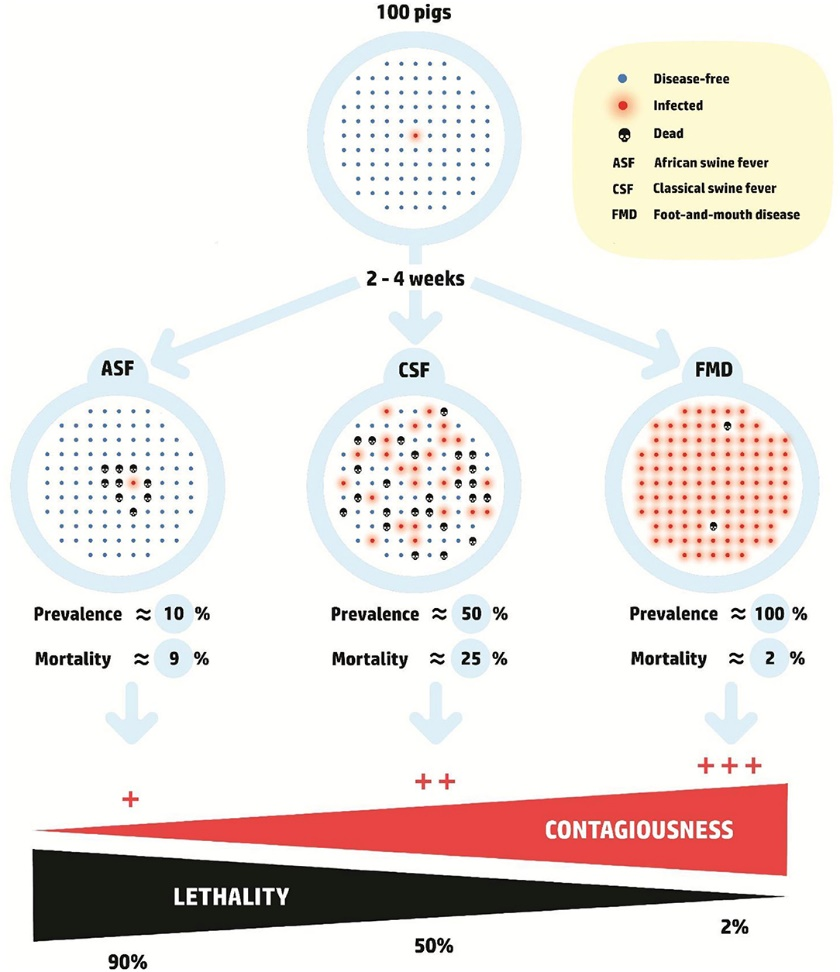 100 pigs
Disease-free
Infected
Dead
ASF African swine fever
CSF Classical swine fever
FMD Foot-and-mouth disease
2 - 4 weeks
ASF
CSF
FMD
Prevalence ≈ 10 %
Mortality ≈ 9 %
Prevalence ≈ 50 %
Mortality ≈ 25 %
Prevalence ≈ 100 %
Mortality ≈ 2 %
+
++
+++
CONTAGIOUSNESS
LETHALITY
90%
50%
2%